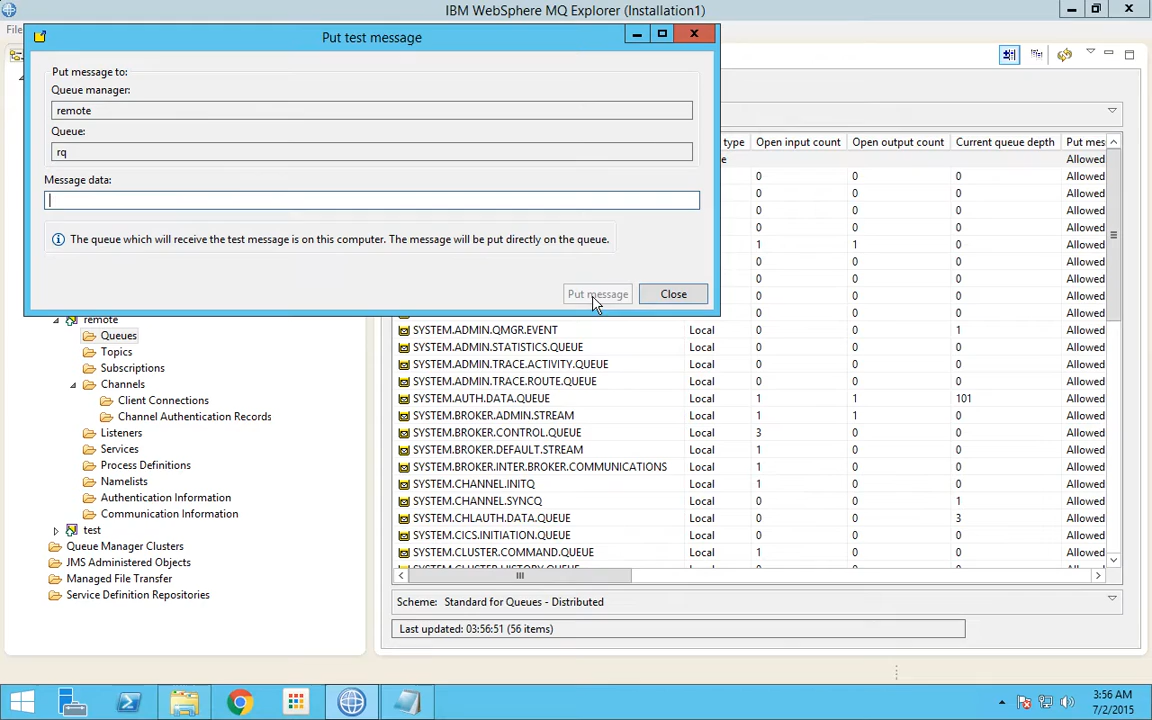 IBM WebSphere MQ Explorer (Installation1)
File
Put test message
Put message to:
Queue manager:
remote
Queue:
rq
Message data:
The queue which will receive the test message is on this computer. The message will be put directly on the queue.
Put message
Close
type Open input count Open output count Current queue depth Put mes
Allowed
0 0 0 Allowed
0 0 0 Allowed
0 0 0 Allowed
0 0 0 Allowed
1 1 0 Allowed
0 0 0 Allowed
0 0 0 Allowed
0 0 0 Allowed
0 0 0 Allowed
SYSTEM.ADMIN.QMGR.EVENT Local 0 0 1 Allowed
SYSTEM.ADMIN.STATISTICS.QUEUE Local 0 0 0 Allowed
SYSTEM.ADMIN.TRACE.ACTIVITY.QUEUE Local 0 0 0 Allowed
SYSTEM.ADMIN.TRACE.ROUTE.QUEUE Local 0 0 0 Allowed
SYSTEM.AUTH.DATA.QUEUE Local 1 1 101 Allowed
SYSTEM.BROKER.ADMIN.STREAM Local 1 1 0 Allowed
SYSTEM.BROKER.CONTROL.QUEUE Local 3 0 0 Allowed
SYSTEM.BROKER.DEFAULT.STREAM Local 1 1 0 Allowed
SYSTEM.BROKER.INTER.BROKER.COMMUNICATIONS Local 1 0 0 Allowed
SYSTEM.CHANNEL.INITQ Local 1 0 0 Allowed
SYSTEM.CHANNEL.SYNCQ Local 0 0 1 Allowed
SYSTEM.CHLAUTH.DATA.QUEUE Local 0 0 3 Allowed
SYSTEM.CICS.INITIATION.QUEUE Local 0 0 0 Allowed
SYSTEM.CLUSTER.COMMAND.QUEUE Local 1 0 0 Allowed
remote
Queues
Topics
Subscriptions
Channels
Client Connections
Channel Authentication Records
Listeners
Services
Process Definitions
Namelists
Authentication Information
Communication Information
test
Queue Manager Clusters
JMS Administered Objects
Managed File Transfer
Service Definition Repositories
Scheme: Standard for Queues - Distributed
Last updated: 03:56:51 (56 items)
3:56 AM
7/2/2015